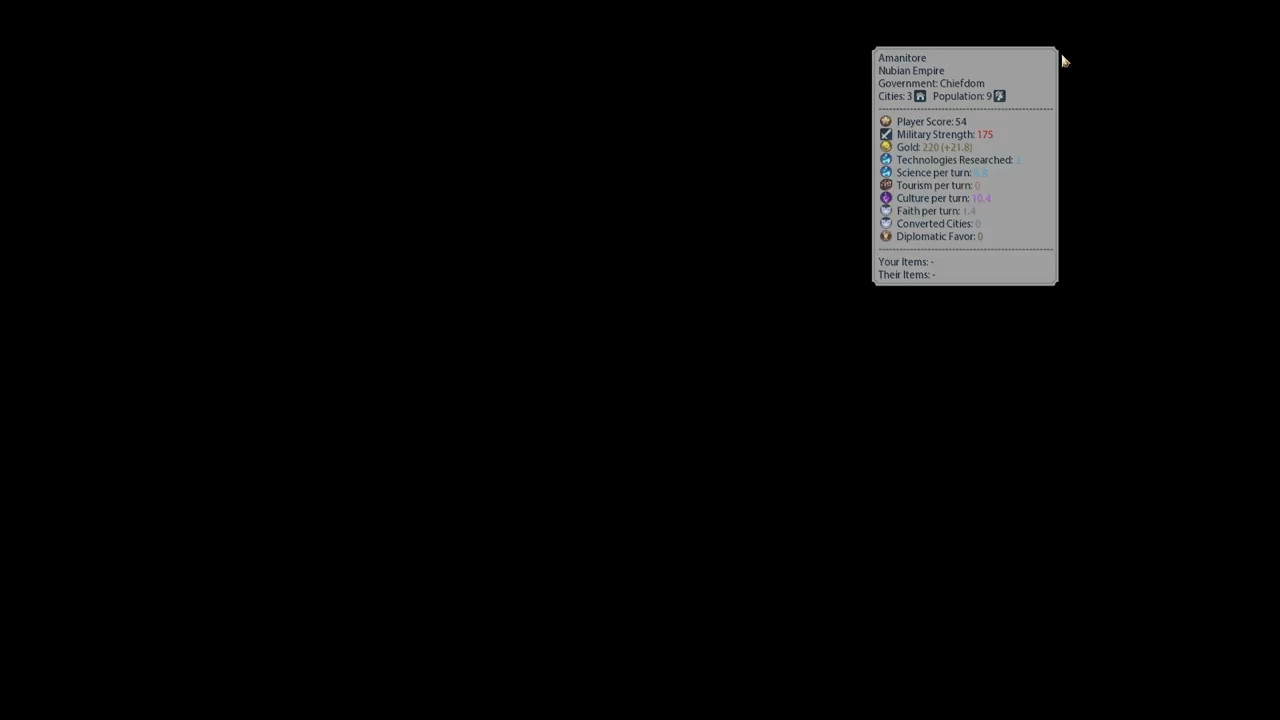 Amanitore
Nubian Empire
Government: Chiefdom
Cities: 3 Population: 9
Player Score: 54
Military Strength: 175
Gold: 220 (+21.8)
Technologies Researched:
Science per turn:
Tourism per turn: 0
Culture per turn: 10.4
Faith per turn: 1.4
Converted Cities: 0
Diplomatic Favor: 0
Your Items: -
Their Items: -